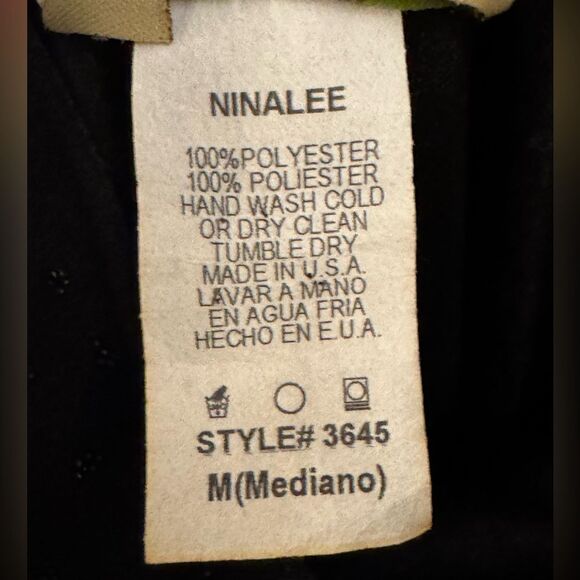 NINALEE
100%POLYESTER
100% POLIESTER
HAND WASH COLD
OR DRY CLEAN
TUMBLE DRY
MADE IN U.S.A.
LAVAR A MANO
EN AGUA FRIA
HECHO EN E.U.A.
STYLE# 3645
M(Mediano)